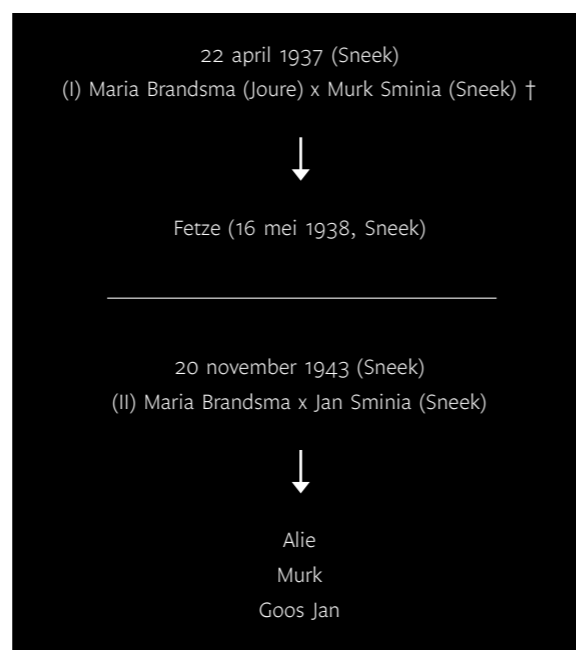 22 april 1937 (Sneek)
(I) Maria Brandsma (Joure) x Murk Sminia (Sneek) †
Fetze (16 mei 1938, Sneek)
20 november 1943 (Sneek)
(II) Maria Brandsma x Jan Sminia (Sneek)
Alie
Murk
Goos Jan